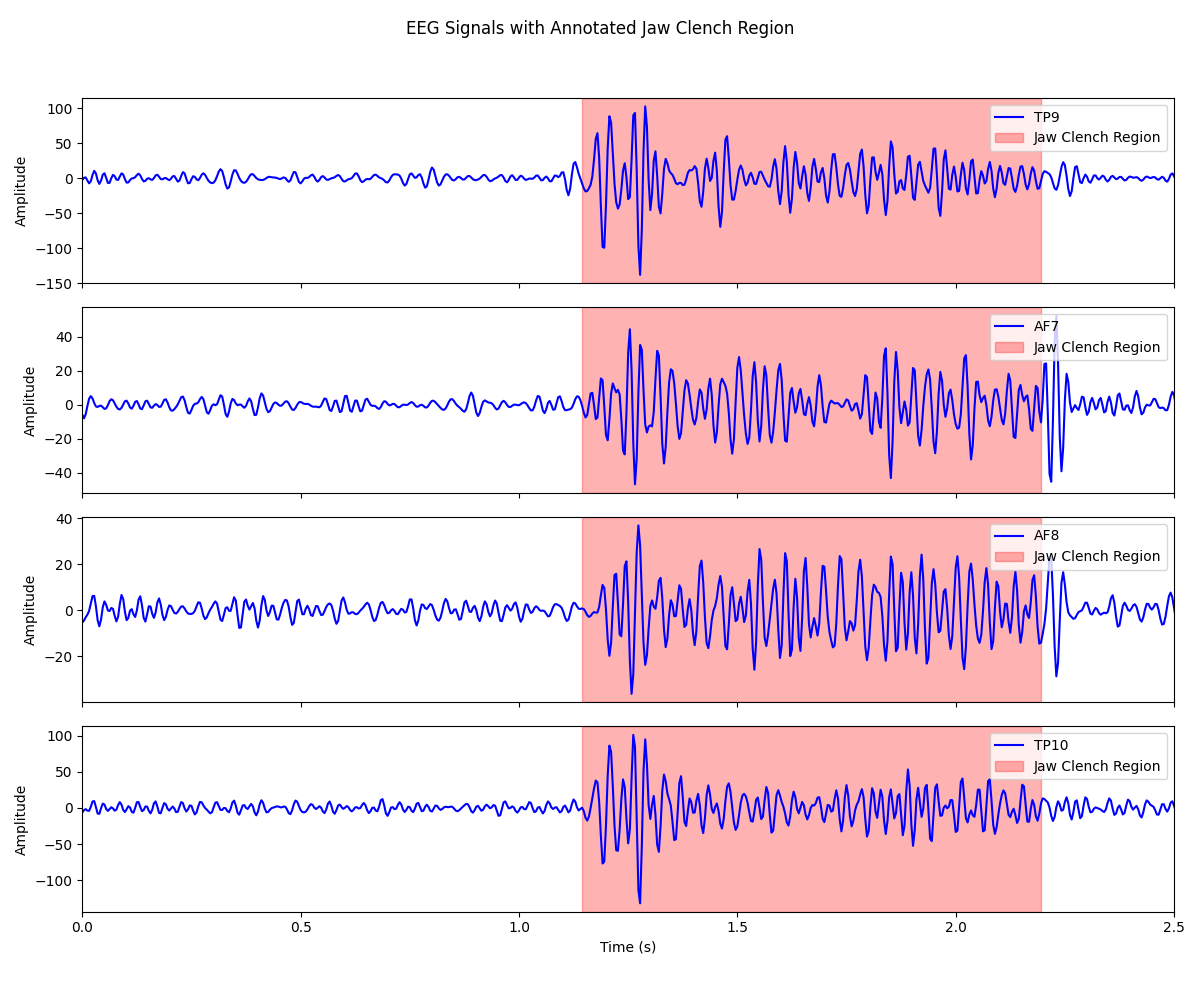 EEG Signals with Annotated Jaw Clench Region
100
50
0
−50
−100
−150
Amplitude
TP9
Jaw Clench Region
40
20
0
−20
−40
Amplitude
AF7
Jaw Clench Region
40
20
0
−20
Amplitude
AF8
Jaw Clench Region
100
50
0
−50
−100
Amplitude
TP10
Jaw Clench Region
0.0 0.5 1.0 1.5 2.0 2.5
Time (s)